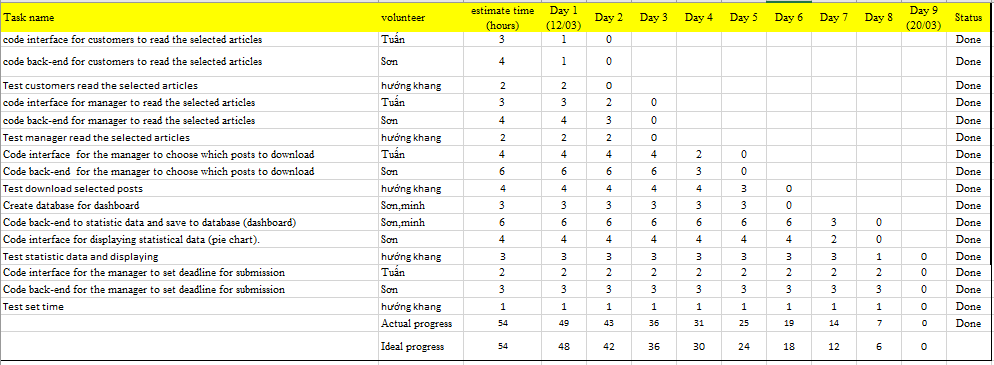 Task name volunteer estimate time (hours) Day 1 (12/03) Day 2 Day 3 Day 4 Day 5 Day 6 Day 7 Day 8 Day 9 (20/03) Status
code interface for customers to read the selected articles Tuấn 3 1 0 Done
code back-end for customers to read the selected articles Sơn 4 1 0 Done
Test customers read the selected articles hướng khang 2 2 0 Done
code interface for manager to read the selected articles Tuấn 3 3 2 0 Done
code back-end for manager to read the selected articles Sơn 4 4 3 0 Done
Test manager read the selected articles hướng khang 2 2 2 0 Done
Code interface for the manager to choose which posts to download Tuấn 4 4 4 4 2 0 Done
Code back-end for the manager to choose which posts to download Sơn 6 6 6 6 3 0 Done
Test download selected posts hướng khang 4 4 4 4 4 3 0 Done
Create database for dashboard Sơn,minh 3 3 3 3 3 3 0 Done
Code back-end to statistic data and save to database (dashboard) Sơn,minh 6 6 6 6 6 6 6 3 0 Done
Code interface for displaying statistical data (pie chart). Sơn 4 4 4 4 4 4 4 2 0 Done
Test statistic data and displaying hướng khang 3 3 3 3 3 3 3 3 1 0 Done
Code interface for the manager to set deadline for submission Tuấn 2 2 2 2 2 2 2 2 2 0 Done
Code back-end for the manager to set deadline for submission Sơn 3 3 3 3 3 3 3 3 3 0 Done
Test set time hướng khang 1 1 1 1 1 1 1 1 1 0 Done
Actual progress 54 49 43 36 31 25 19 14 7 0 Done
Ideal progress 54 48 42 36 30 24 18 12 6 0